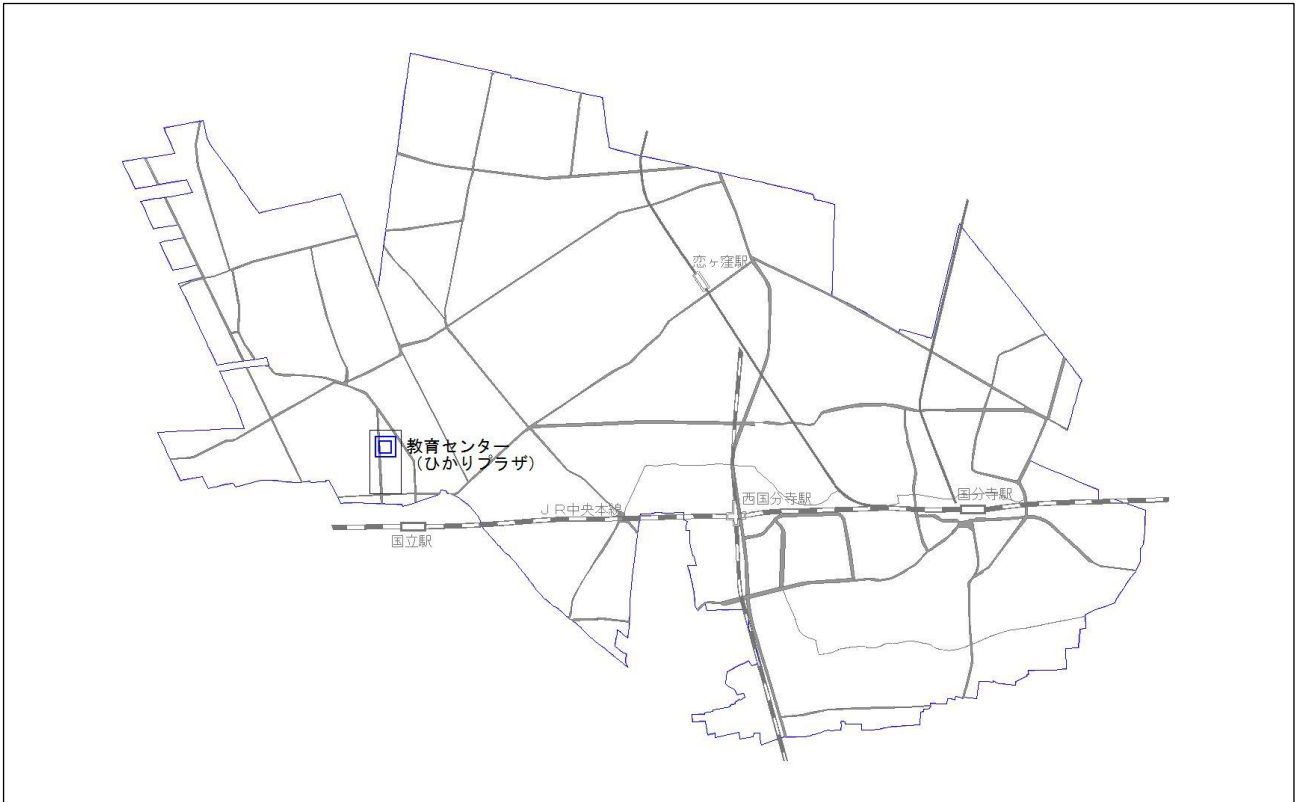 恋ヶ窪駅
教育センター
（ひかりプラザ）
西国分寺駅
国分寺駅
ＪＲ中央本線
国立駅